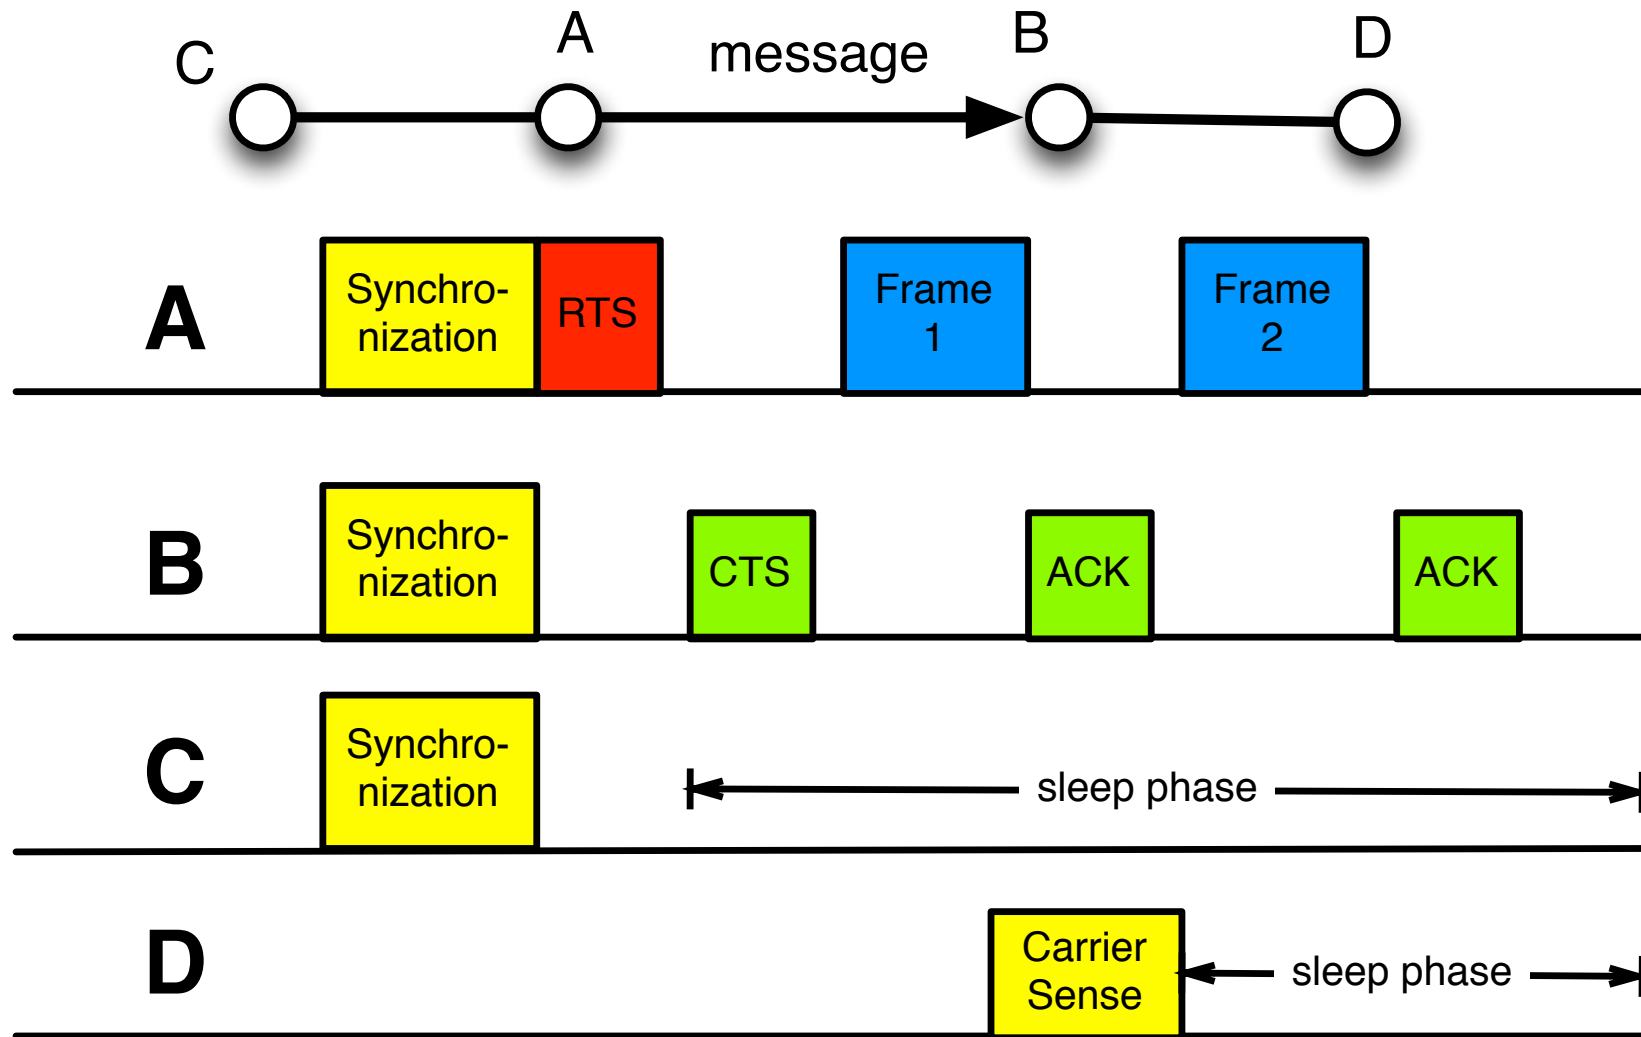 C
A
message
B
D
A
Synchro-
nization
RTS
Frame
1
Frame
2
B
Synchro-
nization
CTS
ACK
ACK
C
Synchro-
nization
sleep phase
D
Carrier
Sense
sleep phase